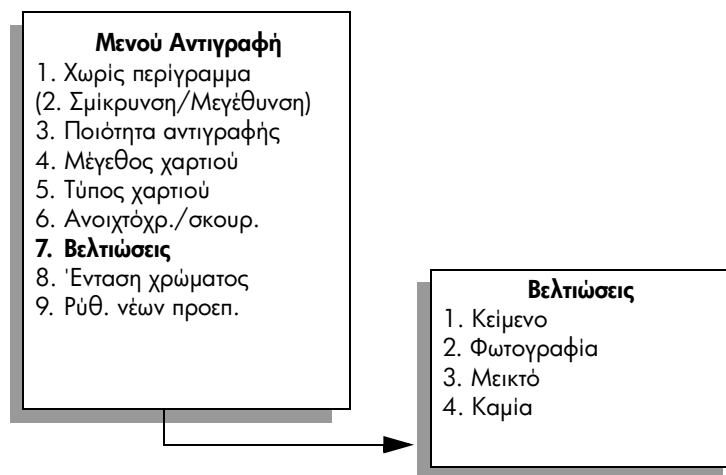 Μενού Αντιγραφή
1. Χωρίς περίγραμμα
(2. Σμίκρυνση/Μεγέθυνση)
3. Ποιότητα αντιγραφής
4. Μέγεθος χαρτιού
5. Τύπος χαρτιού
6. Ανοιχτόχρ./σκουρ.
7. Βελτιώσεις
8. Ένταση χρώματος
9. Ρύθ. νέων προεπ.
Βελτιώσεις
1. Κείμενο
2. Φωτογραφία
3. Μεικτό
4. Καμία